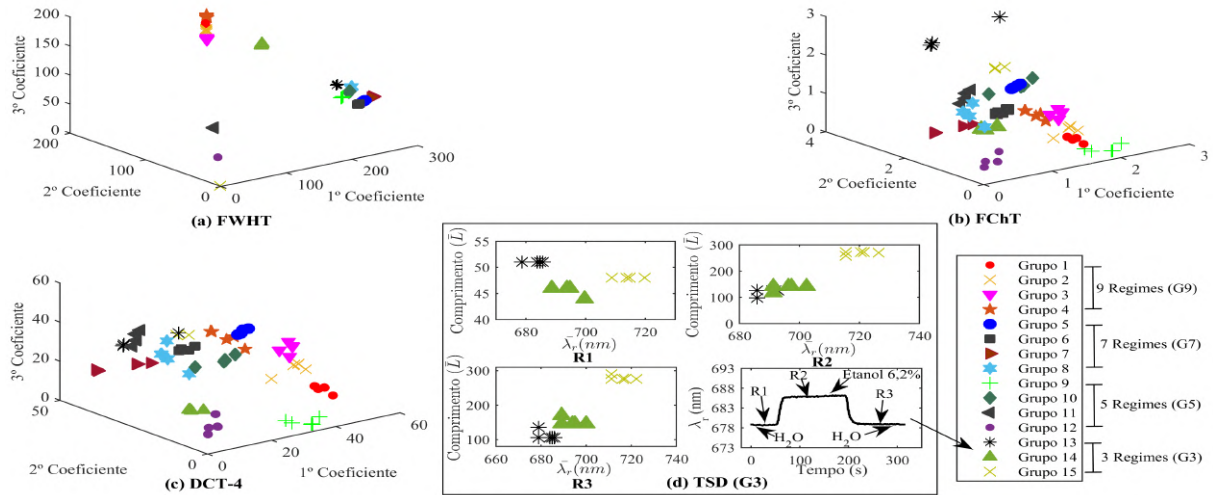 3º Coeficiente
200
150
100
50
0
200
100
0
0
100
200
300
2º Coeficiente
1º Coeficiente
(a) FWHT
3º Coeficiente
3
2
1
0
4
2
0
0
1
2
3
2º Coeficiente
1º Coeficiente
(b) FChT
3º Coeficiente
60
40
20
0
50
0
0
20
40
60
2º Coeficiente
1º Coeficiente
(c) DCT-4
Comprimento (L̄)
55
50
45
40
680
700
720
λ̄r(nm)
R1
Comprimento (L̄)
300
200
100
0
680
700
720
740
λ̄r(nm)
R2
Comprimento (L̄)
300
200
100
660
680
700
720
740
λ̄r(nm)
R3
λr (nm)
693
688
683
678
673
R1
R2
Etanol 6,2%
R3
H2O
H2O
0
100
200
300
Tempo (s)
(d) TSD (G3)
Grupo 1
Grupo 2
Grupo 3
Grupo 4
Grupo 5
Grupo 6
Grupo 7
Grupo 8
Grupo 9
Grupo 10
Grupo 11
Grupo 12
Grupo 13
Grupo 14
Grupo 15
9 Regimes (G9)
7 Regimes (G7)
5 Regimes (G5)
3 Regimes (G3)